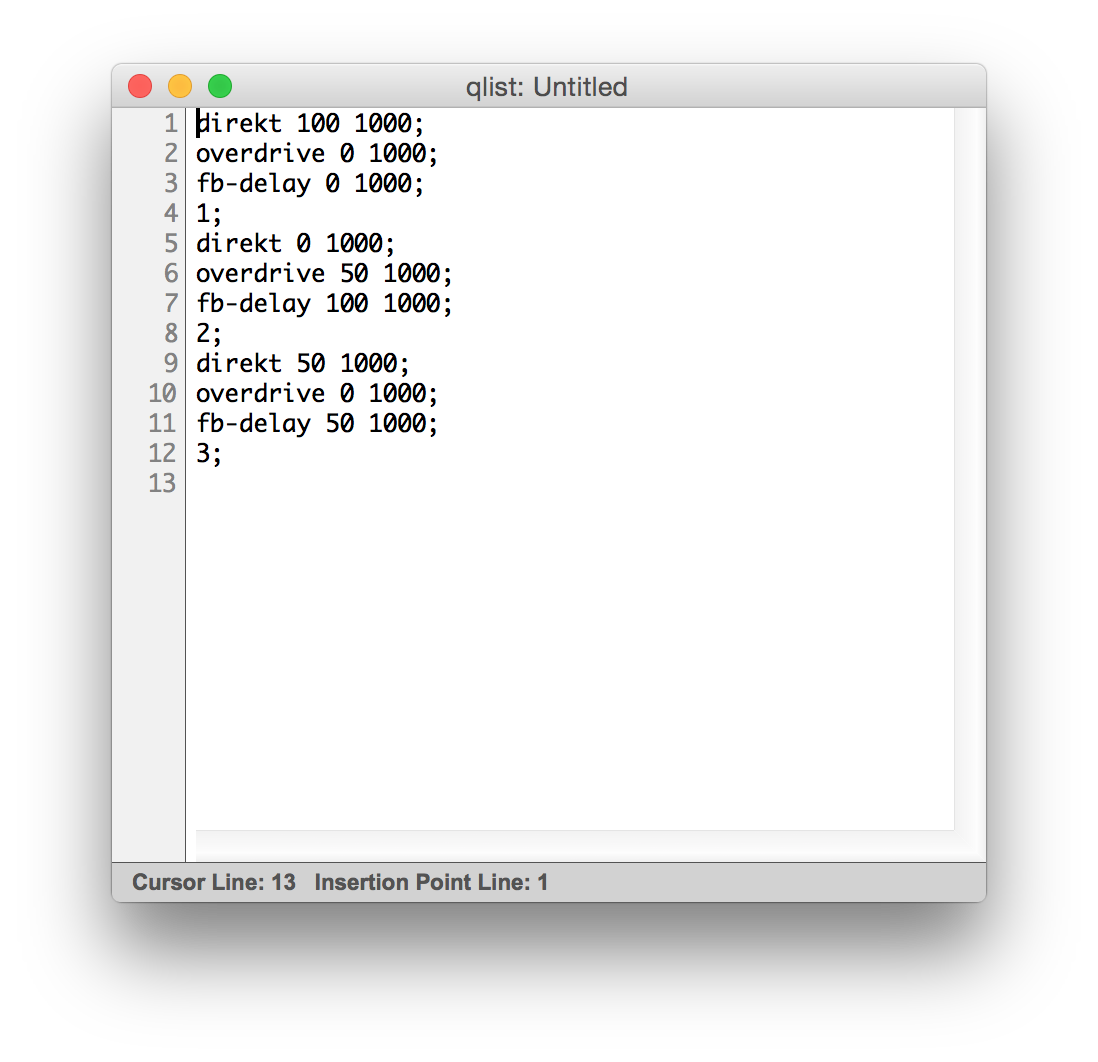 qlist: Untitled
1 direkt 100 1000;
2 overdrive 0 1000;
3 fb-delay 0 1000;
4 1;
5 direkt 0 1000;
6 overdrive 50 1000;
7 fb-delay 100 1000;
8 2;
9 direkt 50 1000;
10 overdrive 0 1000;
11 fb-delay 50 1000;
12 3;
13
Cursor Line: 13 Insertion Point Line: 1